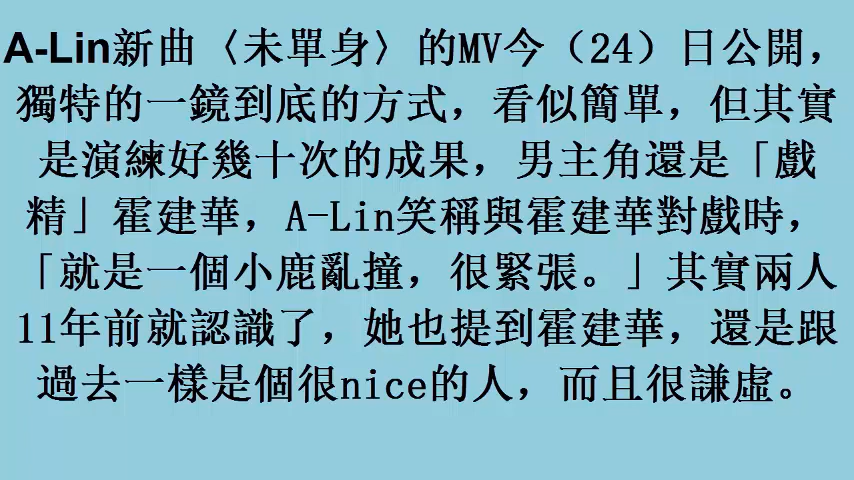 A-Lin新曲〈未單身〉的MV今（24）日公開，
獨特的一鏡到底的方式，看似簡單，但其實
是演練好幾十次的成果，男主角還是「戲
精」霍建華，A-Lin笑稱與霍建華對戲時，
「就是一個小鹿亂撞，很緊張。」其實兩人
11年前就認識了，她也提到霍建華，還是跟
過去一樣是個很nice的人，而且很謙虛。